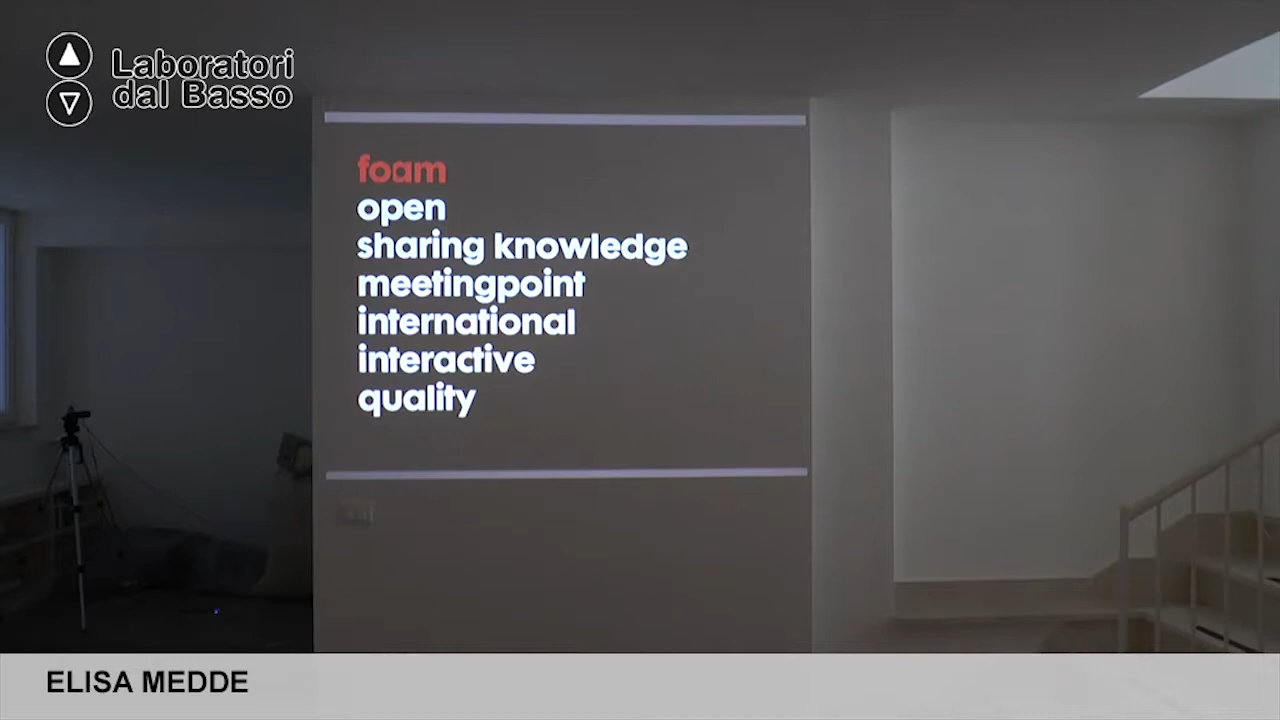 Laboratori
dal Basso
foam
open
sharing knowledge
meetingpoint
international
interactive
quality
ELISA MEDDE